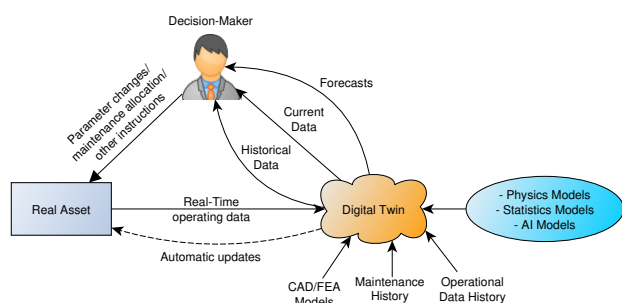 Decision-Maker
Parameter changes/
maintenance allocation/
other instructions
Forecasts
Current
Data
Historical
Data
Real Asset
Real-Time
operating data
Digital Twin
- Physics Models
- Statistics Models
- AI Models
Automatic updates
CAD/FEA
Models
Maintenance
History
Operational
Data History